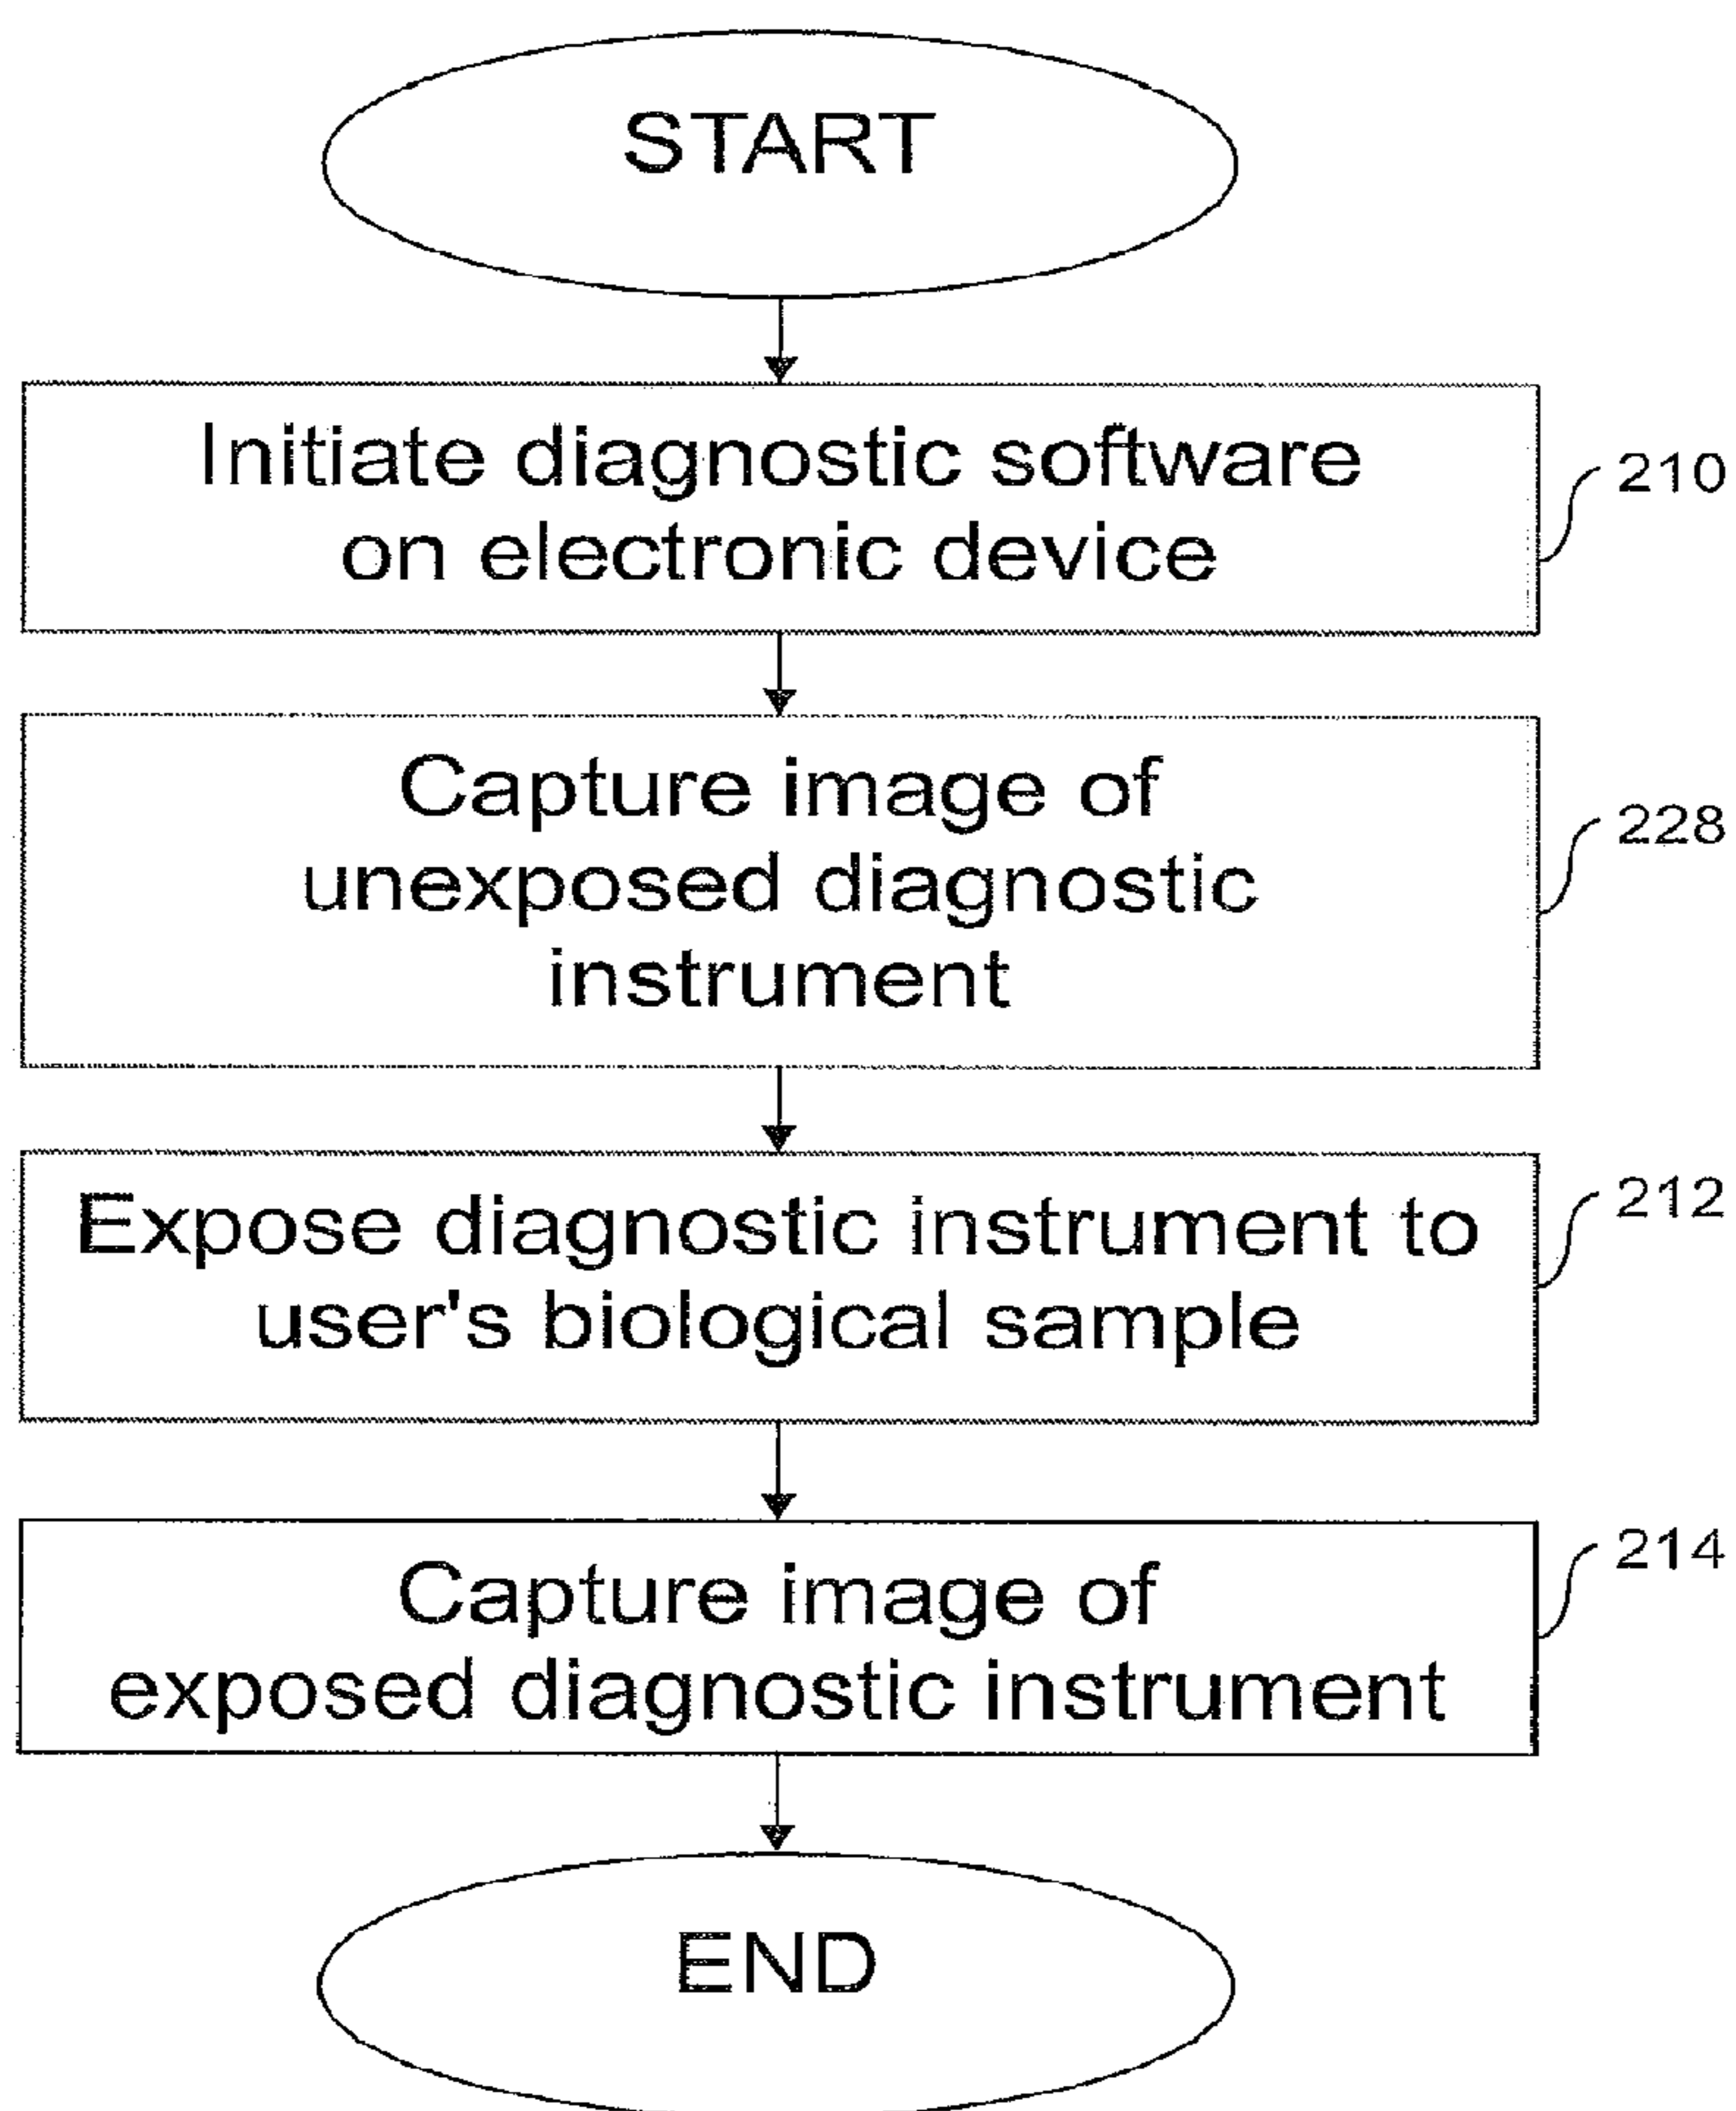 START
Initiate diagnostic software
on electronic device
210
Capture image of
unexposed diagnostic
instrument
228
Expose diagnostic instrument to
user's biological sample
212
Capture image of
exposed diagnostic instrument
214
END